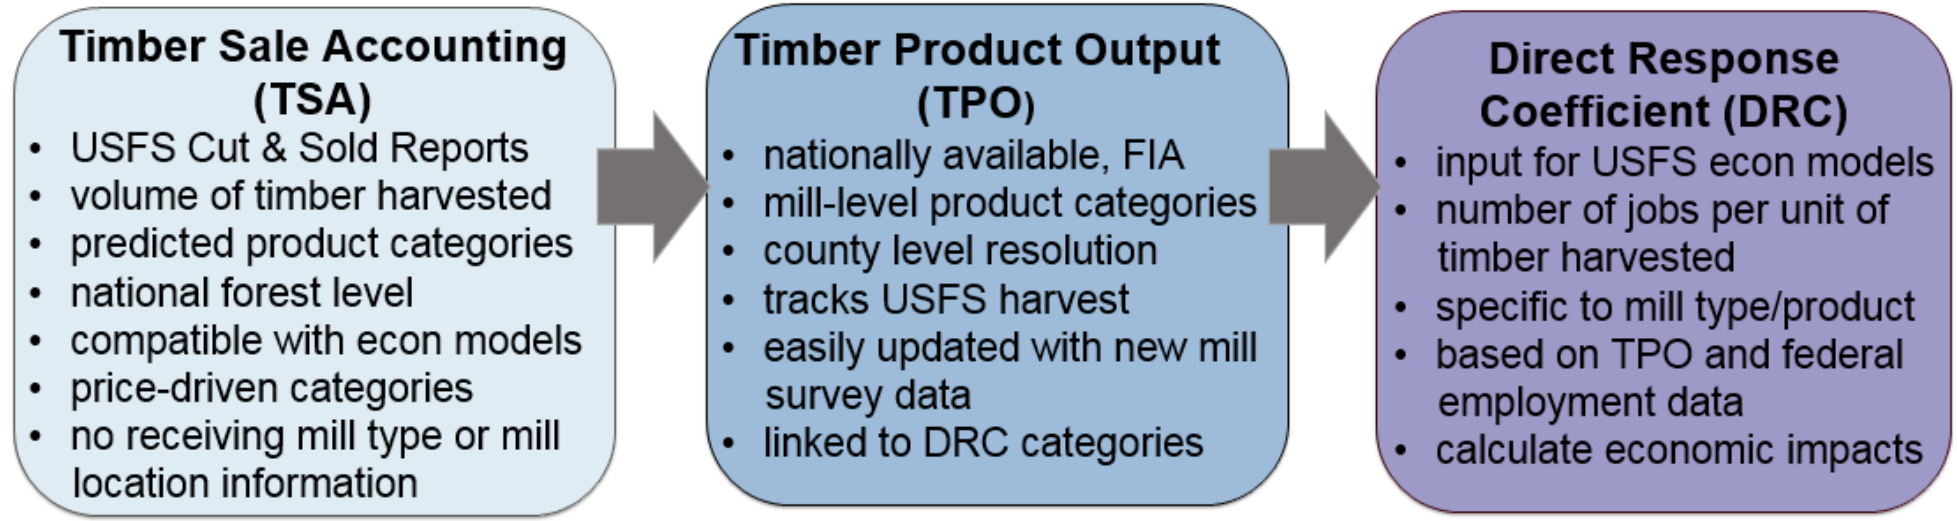 Timber Sale Accounting
(TSA)
• USFS Cut & Sold Reports
• volume of timber harvested
• predicted product categories
• national forest level
• compatible with econ models
• price-driven categories
• no receiving mill type or mill
location information
Timber Product Output
(TPO)
• nationally available, FIA
• mill-level product categories
• county level resolution
• tracks USFS harvest
• easily updated with new mill
survey data
• linked to DRC categories
Direct Response
Coefficient (DRC)
• input for USFS econ models
• number of jobs per unit of
timber harvested
• specific to mill type/product
• based on TPO and federal
employment data
• calculate economic impacts